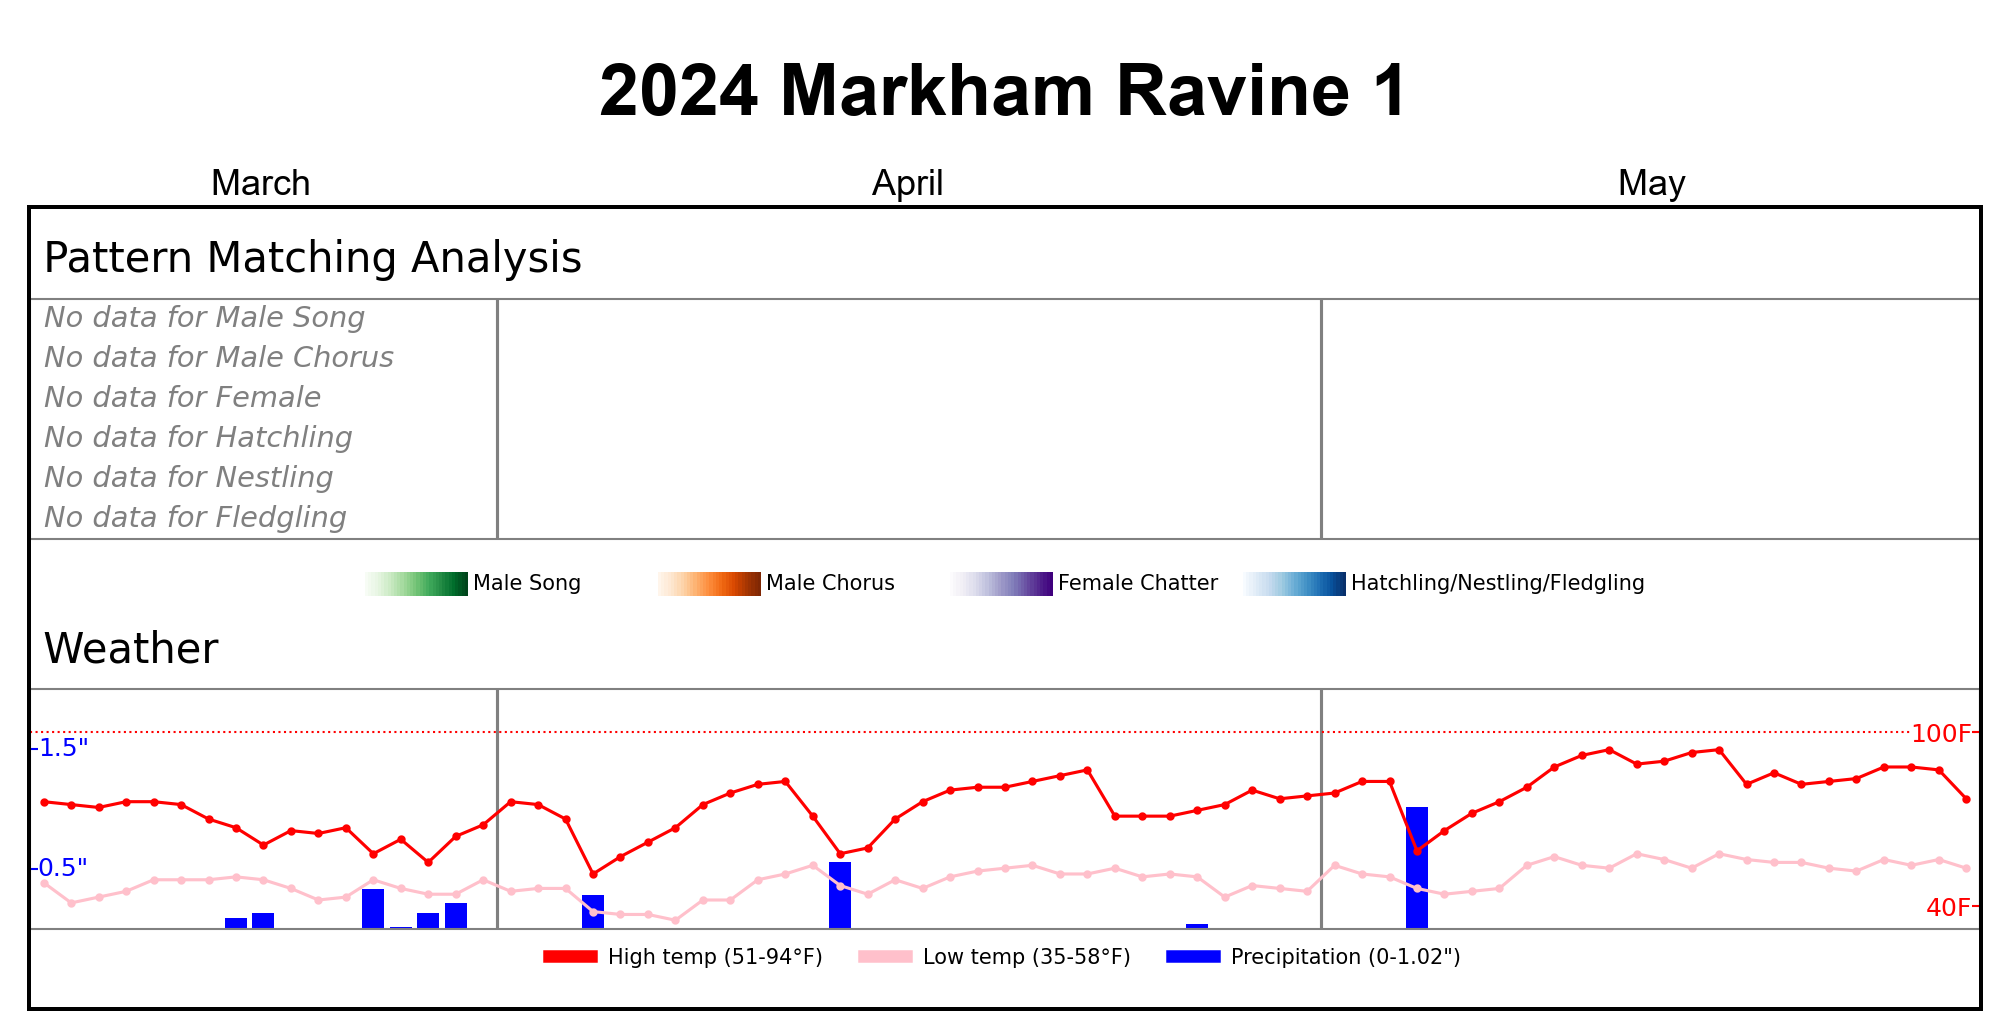 2024 Markham Ravine 1
March April May
Pattern Matching Analysis
No data for Male Song
No data for Male Chorus
No data for Female
No data for Hatchling
No data for Nestling
No data for Fledgling
Male Song Male Chorus Female Chatter Hatchling/Nestling/Fledgling
Weather
100F
1.5"
0.5"
40F
High temp (51-94°F) Low temp (35-58°F) Precipitation (0-1.02")